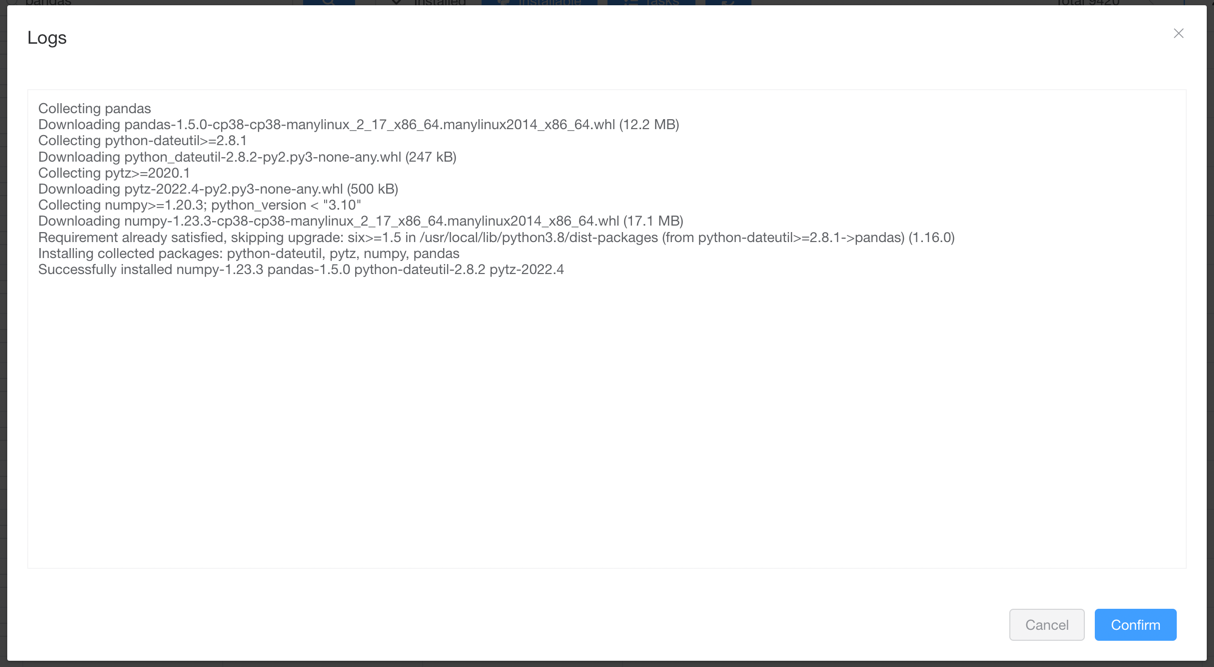 pandas
Installed
Installable
Tasks
Total 9420
Logs
Collecting pandas
Downloading pandas-1.5.0-cp38-cp38-manylinux_2_17_x86_64.manylinux2014_x86_64.whl (12.2 MB)
Collecting python-dateutil>=2.8.1
Downloading python_dateutil-2.8.2-py2.py3-none-any.whl (247 kB)
Collecting pytz>=2020.1
Downloading pytz-2022.4-py2.py3-none-any.whl (500 kB)
Collecting numpy>=1.20.3; python_version < "3.10"
Downloading numpy-1.23.3-cp38-cp38-manylinux_2_17_x86_64.manylinux2014_x86_64.whl (17.1 MB)
Requirement already satisfied, skipping upgrade: six>=1.5 in /usr/local/lib/python3.8/dist-packages (from python-dateutil>=2.8.1->pandas) (1.16.0)
Installing collected packages: python-dateutil, pytz, numpy, pandas
Successfully installed numpy-1.23.3 pandas-1.5.0 python-dateutil-2.8.2 pytz-2022.4
Cancel
Confirm